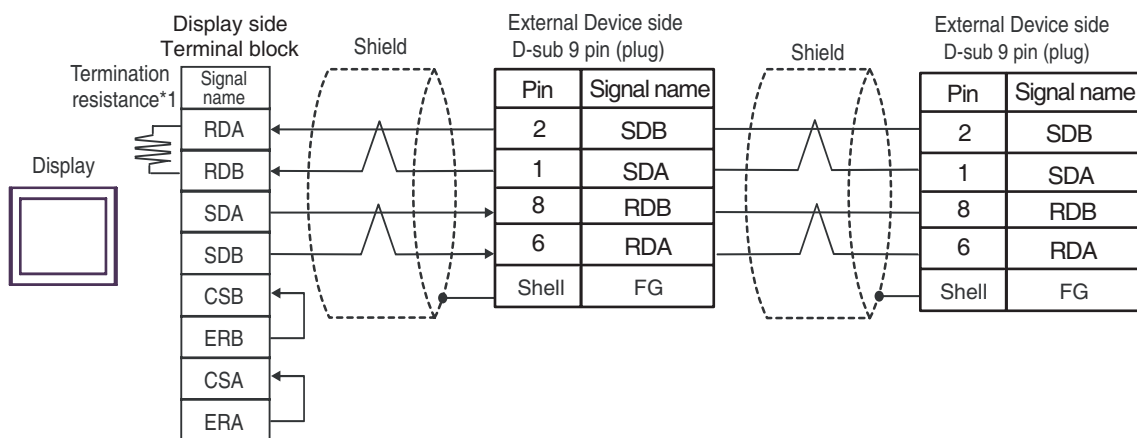 Display side
Terminal block
Shield
External Device side
D-sub 9 pin (plug)
Shield
External Device side
D-sub 9 pin (plug)
Termination
resistance*1
Display
Signal
name
RDA
RDB
SDA
SDB
CSB
ERB
CSA
ERA
Pin Signal name
2 SDB
1 SDA
8 RDB
6 RDA
Shell FG
Pin Signal name
2 SDB
1 SDA
8 RDB
6 RDA
Shell FG